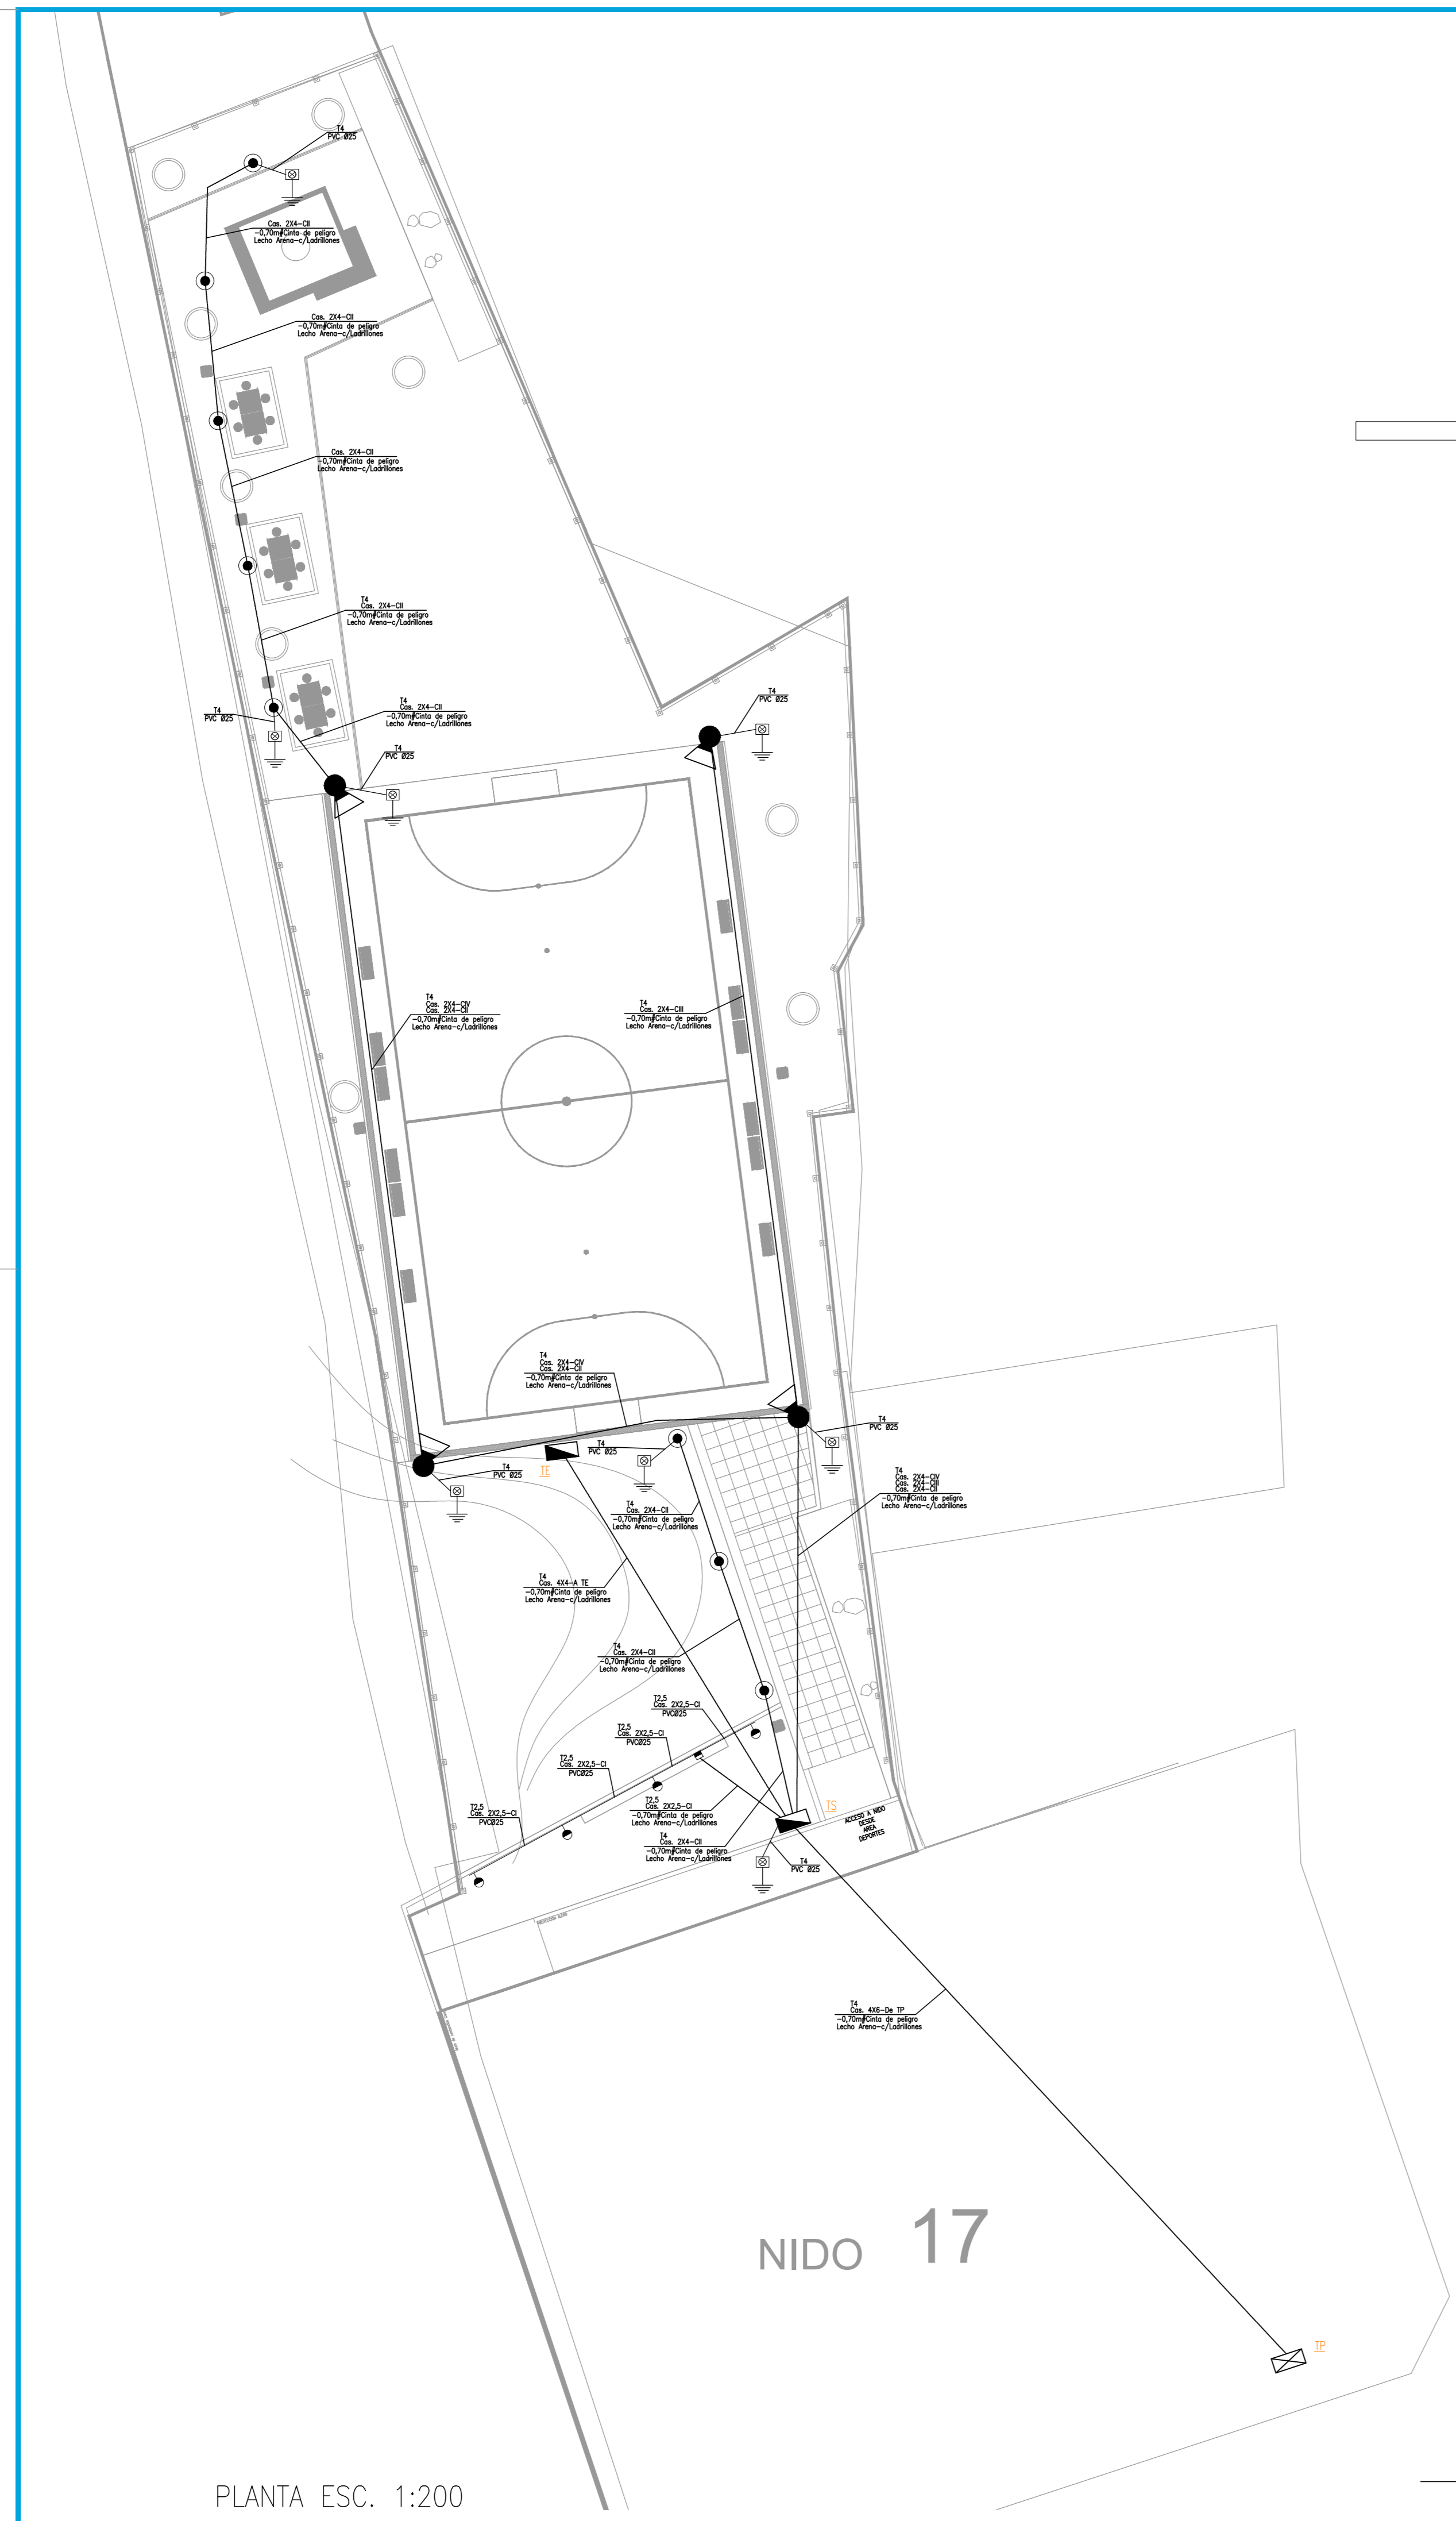 T4
PVC Ø25
Cas. 2X4-CII
-0,70m∮Cinta de peligro
Lecho Arena-c/Ladrillones
Cas. 2X4-CII
-0,70m∮Cinta de peligro
Lecho Arena-c/Ladrillones
Cas. 2X4-CII
-0,70m∮Cinta de peligro
Lecho Arena-c/Ladrillones
T4
Cas. 2X4-CII
-0,70m∮Cinta de peligro
Lecho Arena-c/Ladrillones
T4
PVC Ø25
T4
Cas. 2X4-CII
-0,70m∮Cinta de peligro
Lecho Arena-c/Ladrillones
T4
PVC Ø25
T4
PVC Ø25
T4
Cas. 2X4-CIV
Cas. 2X4-CII
-0,70m∮Cinta de peligro
Lecho Arena-c/Ladrillones
T4
Cas. 2X4-CIII
-0,70m∮Cinta de peligro
Lecho Arena-c/Ladrillones
T4
Cas. 2X4-CIV
Cas. 2X4-CII
-0,70m∮Cinta de peligro
Lecho Arena-c/Ladrillones
T4
PVC Ø25
T4
PVC Ø25
TE
T4
PVC Ø25
T4
Cas. 2X4-CIV
Cas. 2X4-CIII
Cas. 2X4-CII
-0,70m∮Cinta de peligro
Lecho Arena-c/Ladrillones
T4
Cas. 2X4-CII
-0,70m∮Cinta de peligro
Lecho Arena-c/Ladrillones
T4
Cas. 4X4-A TE
-0,70m∮Cinta de peligro
Lecho Arena-c/Ladrillones
T4
Cas. 2X4-CII
-0,70m∮Cinta de peligro
Lecho Arena-c/Ladrillones
T2,5
Cas. 2X2,5-CI
PVCØ25
T2,5
Cas. 2X2,5-CI
PVCØ25
T2,5
Cas. 2X2,5-CI
PVCØ25
T2,5
Cas. 2X2,5-CI
PVCØ25
T2,5
Cas. 2X2,5-CI
-0,70m∮Cinta de peligro
Lecho Arena-c/Ladrillones
TS
ACCESO A NIDO
DESDE
AREA
DEPORTES
T4
Cas. 2X4-CII
-0,70m∮Cinta de peligro
Lecho Arena-c/Ladrillones
T4
PVC Ø25
T4
Cas. 4X6-De TP
-0,70m∮Cinta de peligro
Lecho Arena-c/Ladrillones
NIDO 17
TP
PLANTA ESC. 1:200